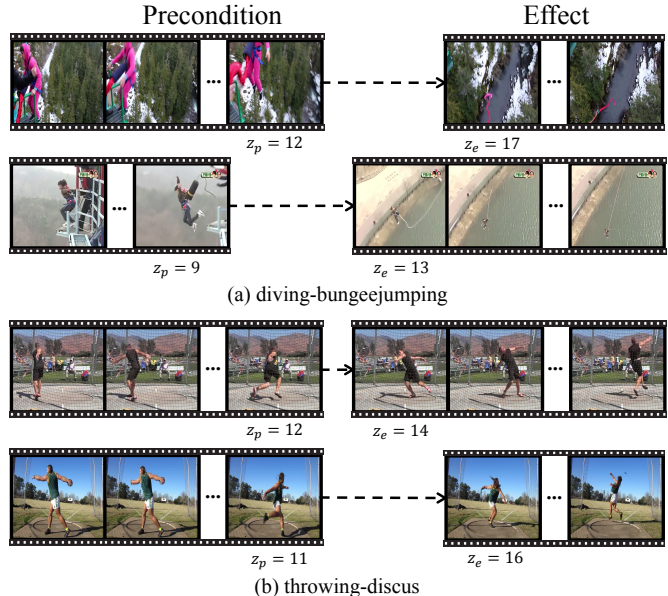 Precondition Effect
...
...
z_p = 12 z_e = 17
...
...
z_p = 9 z_e = 13
(a) diving-bungeejumping
...
...
z_p = 12 z_e = 14
...
...
z_p = 11 z_e = 16
(b) throwing-discus